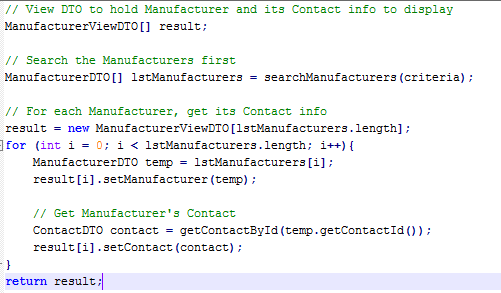 // View DTO to hold Manufacturer and its Contact info to display
ManufacturerViewDTO[] result;

// Search the Manufacturers first
ManufacturerDTO[] lstManufacturers = searchManufacturers(criteria);

// For each Manufacturer, get its Contact info
result = new ManufacturerViewDTO[lstManufacturers.length];
for (int i = 0; i < lstManufacturers.length; i++){
    ManufacturerDTO temp = lstManufacturers[i];
    result[i].setManufacturer(temp);

    // Get Manufacturer's Contact
    ContactDTO contact = getContactById(temp.getContactId());
    result[i].setContact(contact);
}
return result;